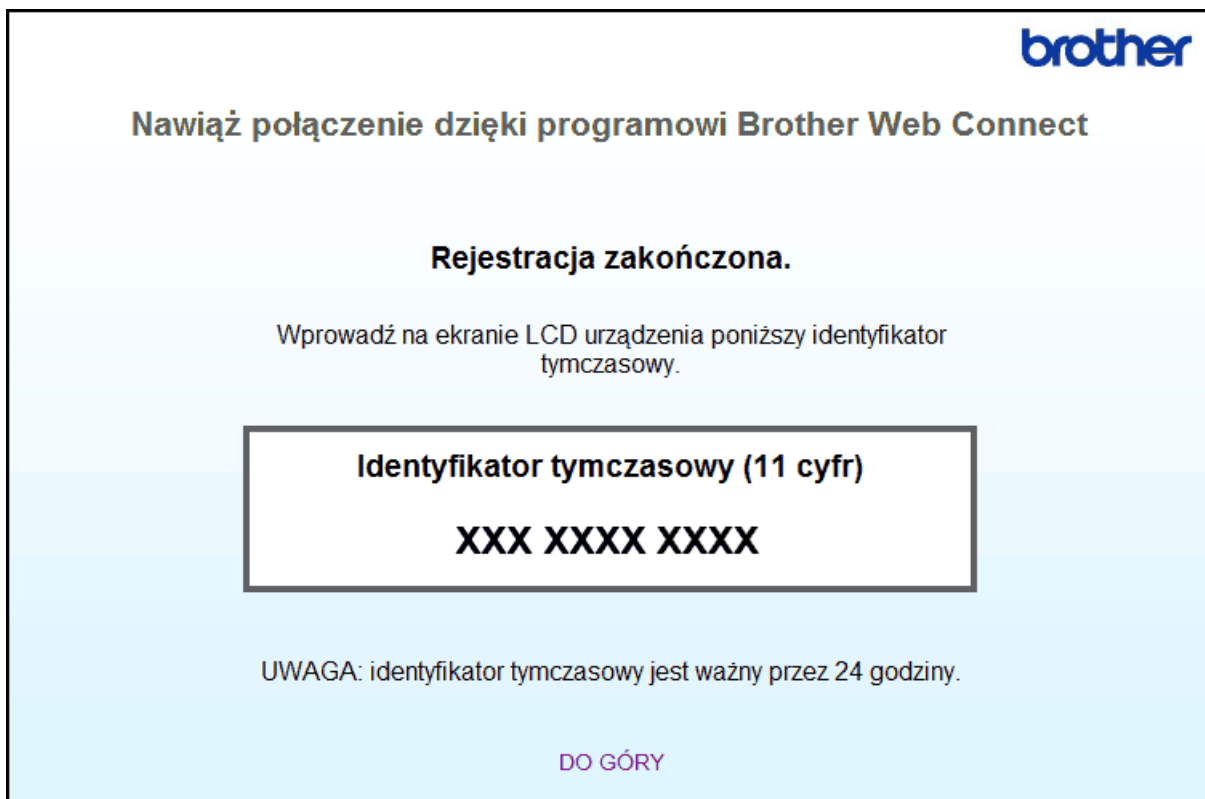 brother
Nawiąż połączenie dzięki programowi Brother Web Connect
Rejestracja zakończona.
Wprowadź na ekranie LCD urządzenia poniższy identyfikator
tymczasowy.
Identyfikator tymczasowy (11 cyfr)
XXX XXXX XXXX
UWAGA: identyfikator tymczasowy jest ważny przez 24 godziny.
DO GÓRY